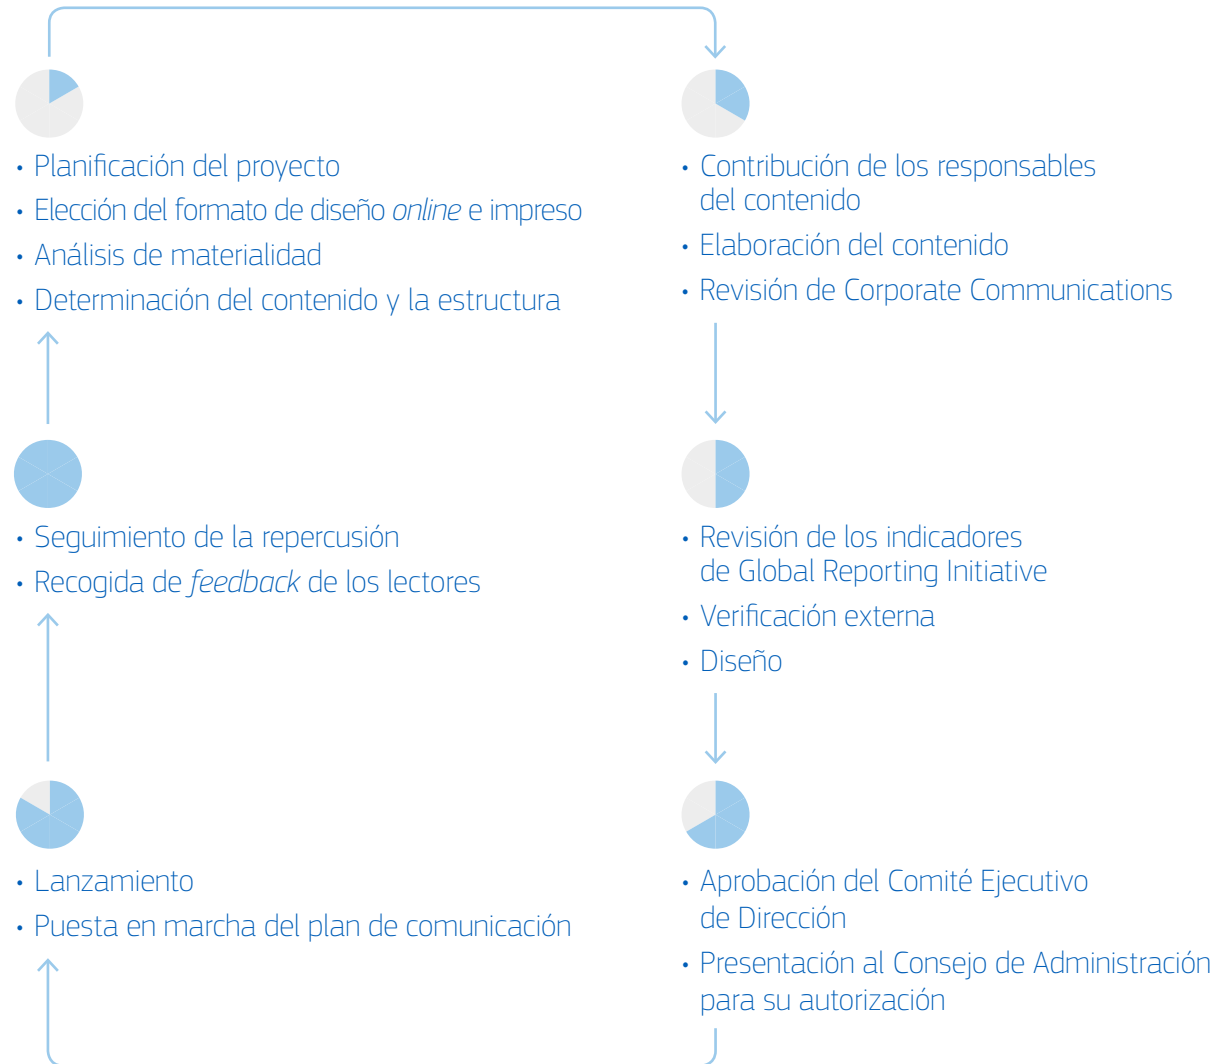 • Planificación del proyecto
• Elección del formato de diseño online e impreso
• Análisis de materialidad
• Determinación del contenido y la estructura
• Contribución de los responsables
del contenido
• Elaboración del contenido
• Revisión de Corporate Communications
• Revisión de los indicadores
de Global Reporting Initiative
• Verificación externa
• Diseño
• Aprobación del Comité Ejecutivo
de Dirección
• Presentación al Consejo de Administración
para su autorización
• Lanzamiento
• Puesta en marcha del plan de comunicación
• Seguimiento de la repercusión
• Recogida de feedback de los lectores